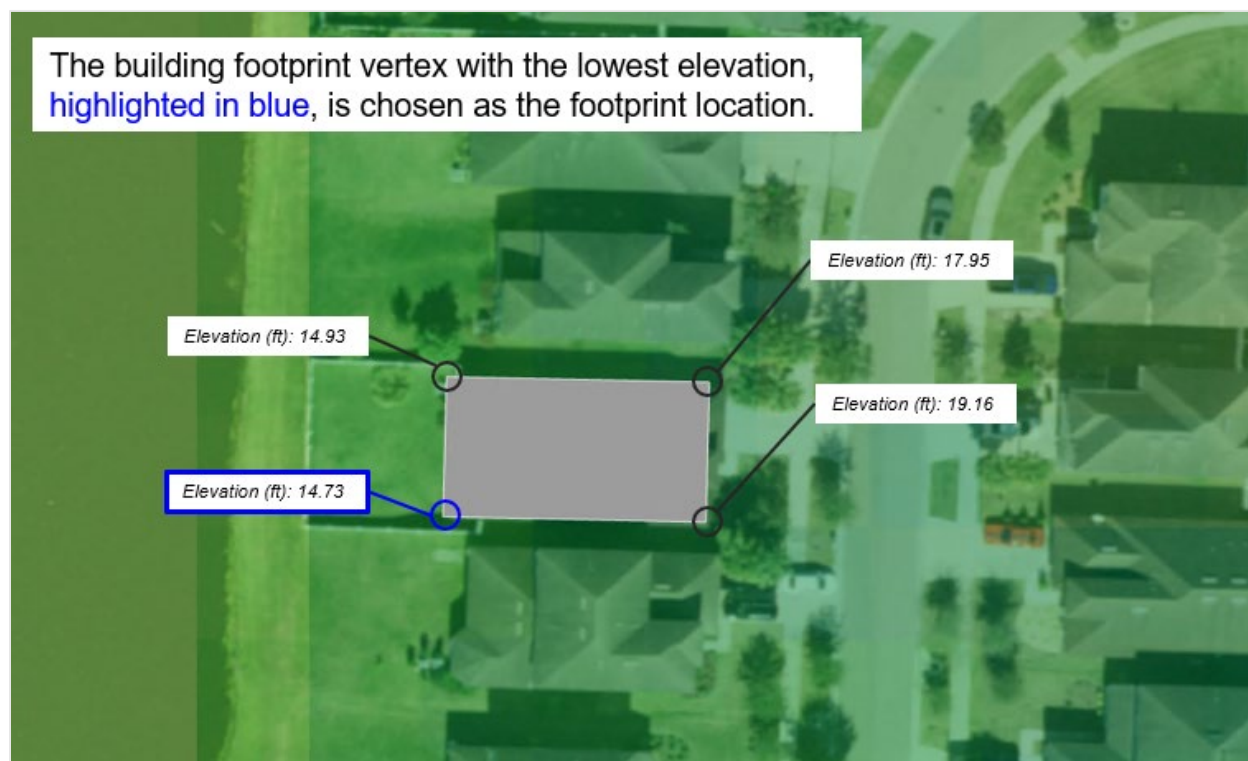 The building footprint vertex with the lowest elevation,
highlighted in blue, is chosen as the footprint location.
Elevation (ft): 17.95
Elevation (ft): 14.93
Elevation (ft): 19.16
Elevation (ft): 14.73